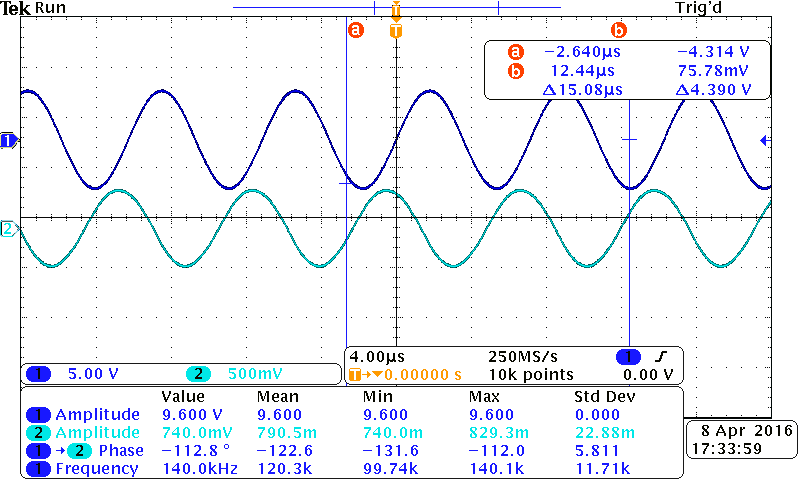 Tek Run Trig'd
T
a b
T
a −2.640µs −4.314 V
b 12.44µs 75.78mV
Δ15.08µs Δ4.390 V
1
2
1 5.00 V 2 500mV
4.00µs 250MS/s 1
T→▼0.00000 s 10k points 0.00 V
Value Mean Min Max Std Dev
1 Amplitude 9.600 V 9.600 9.600 9.600 0.000
2 Amplitude 740.0mV 790.5m 740.0m 829.3m 22.88m
1 → 2 Phase −112.8 ° −122.6 −131.6 −112.0 5.811
1 Frequency 140.0kHz 120.3k 99.74k 140.1k 11.71k
8 Apr 2016
17:33:59